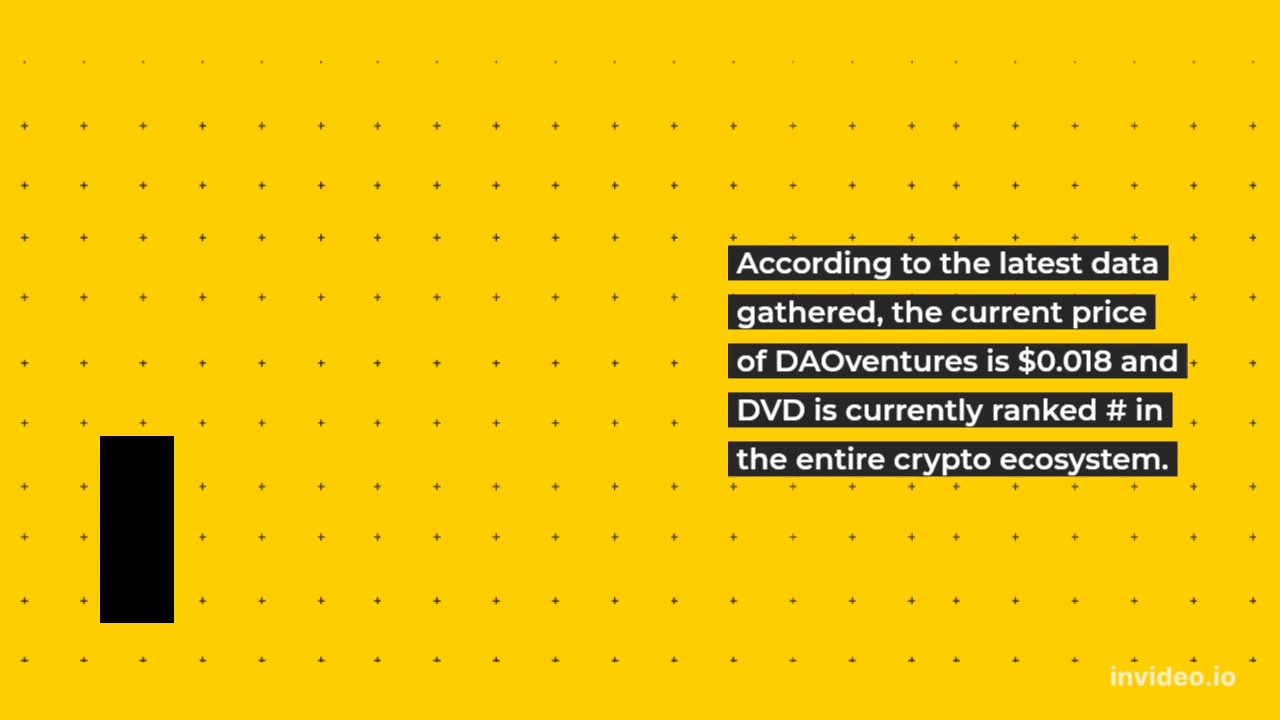 According to the latest data
gathered, the current price
of DAOventures is $0.018 and
DVD is currently ranked # in
the entire crypto ecosystem.
invideo.io